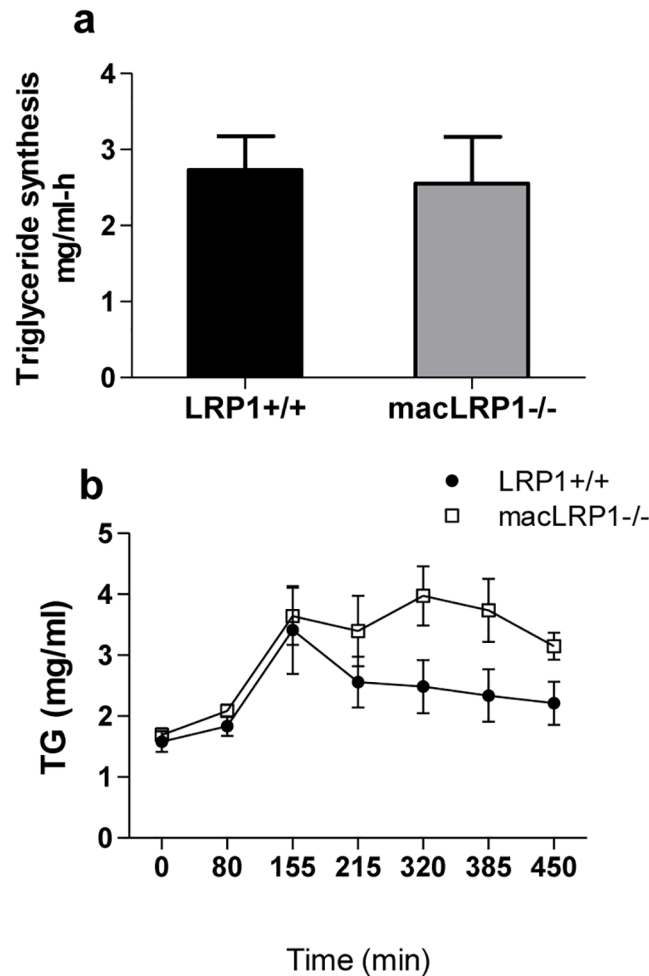 a
Triglyceride synthesis
mg/ml-h
4
3
2
1
0
LRP1+/+ macLRP1-/-
b
LRP1+/+
macLRP1-/-
TG (mg/ml)
5
4
3
2
1
0
0 80 155 215 320 385 450
Time (min)